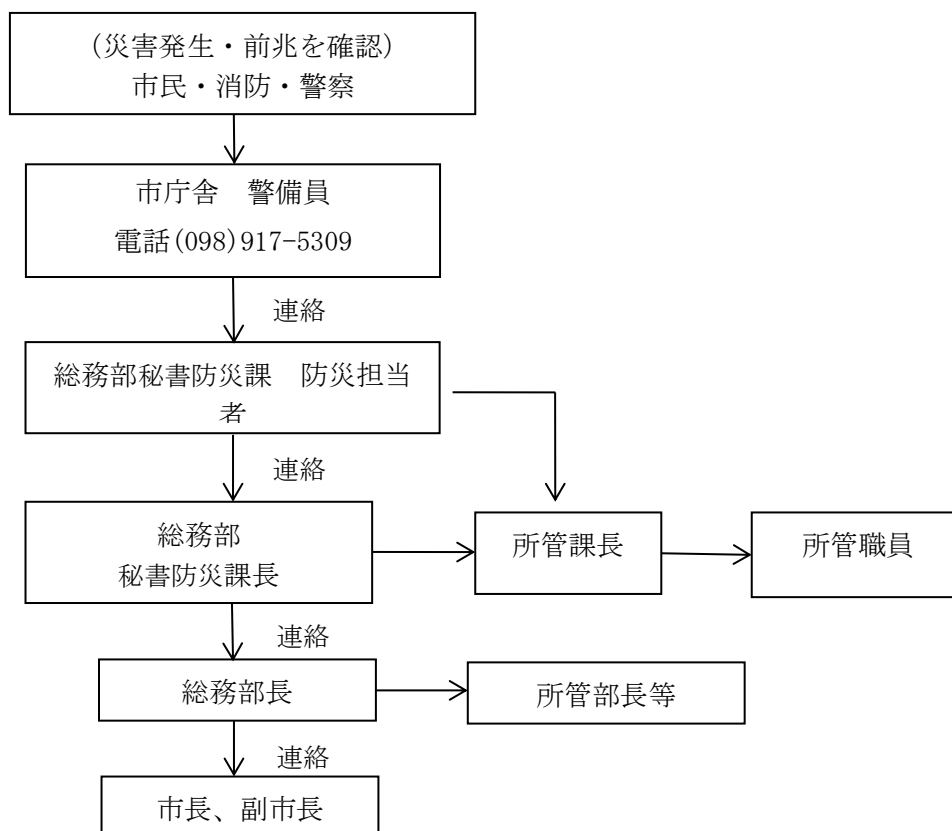 (災害発生・前兆を確認)
市民・消防・警察
市庁舎　警備員
電話(098)917-5309
連絡
総務部秘書防災課　防災担当
者
連絡
総務部
秘書防災課長
所管課長
所管職員
連絡
総務部長
所管部長等
連絡
市長、副市長